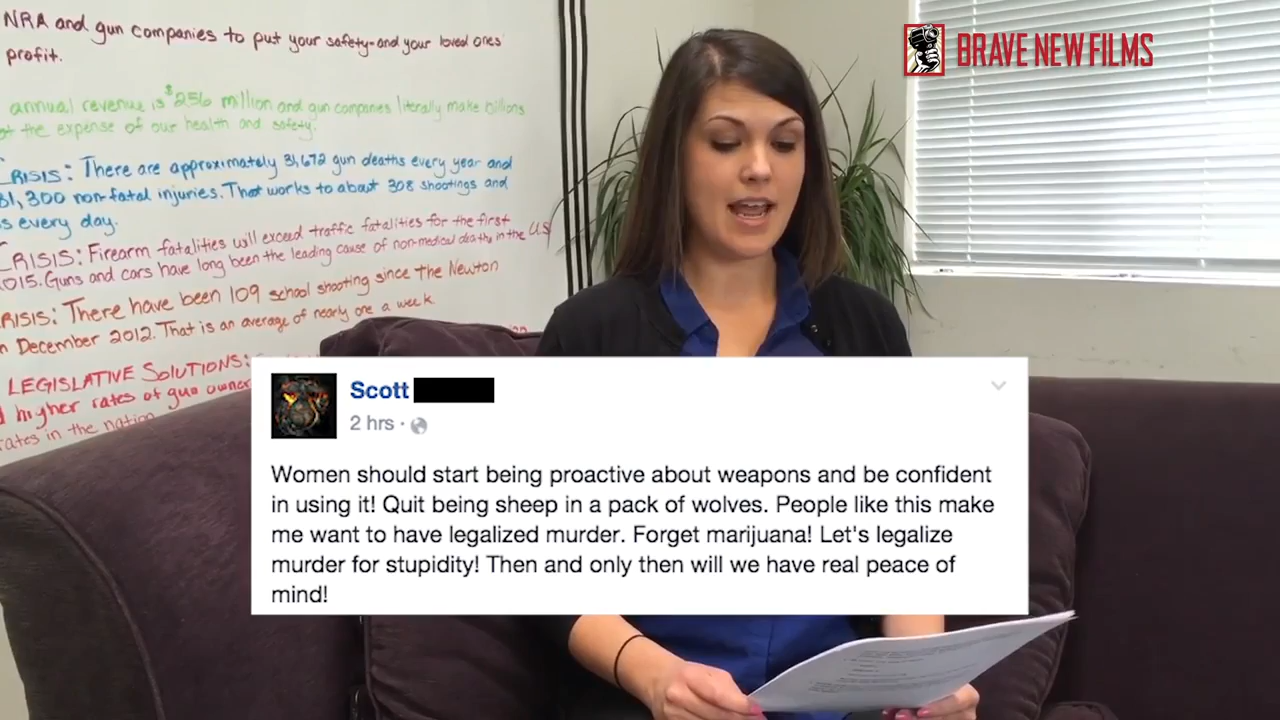 BRAVE NEW FILMS
NRA and gun companies to put your safety-and your loved ones'
profit.
annual revenue is $256 million and gun companies literally make billions
at the expense of our health and safety.
CRISIS: There are approximately 31,672 gun deaths every year and
81,300 non-fatal injuries. That works to about 308 shootings and
s every day.
CRISIS: Firearm fatalities will exceed traffic fatalities for the first
2015. Guns and cars have long been the leading cause of non-medical deaths in the U.S
RISIS: There have been 109 school shooting since the Newton
n December 2012. That is an average of nearly one a week.
LEGISLATIVE SOLUTIONS:
d higher rates of gun owner
rates in the nation
Scott
2 hrs ·
Women should start being proactive about weapons and be confident
in using it! Quit being sheep in a pack of wolves. People like this make
me want to have legalized murder. Forget marijuana! Let's legalize
murder for stupidity! Then and only then will we have real peace of
mind!